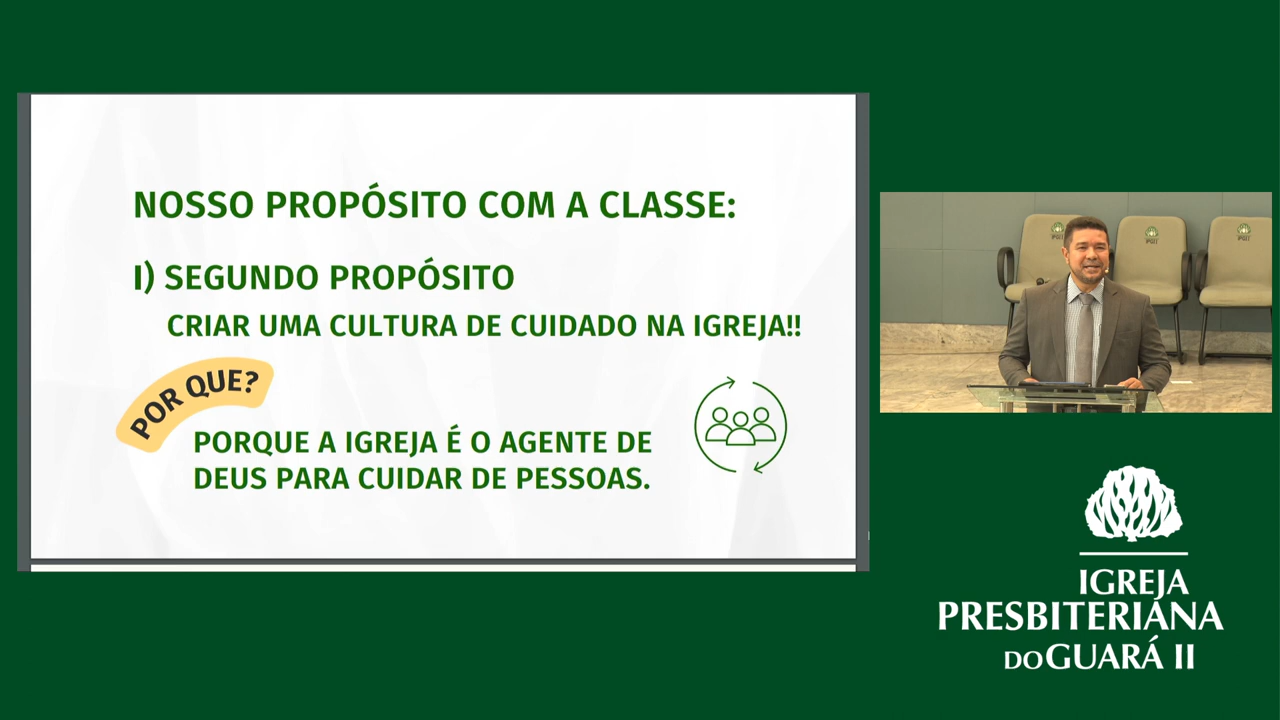 NOSSO PROPÓSITO COM A CLASSE:
I) SEGUNDO PROPÓSITO
CRIAR UMA CULTURA DE CUIDADO NA IGREJA!!
POR QUE?
PORQUE A IGREJA É O AGENTE DE
DEUS PARA CUIDAR DE PESSOAS.
IGREJA
PRESBITERIANA
DO GUARÁ II